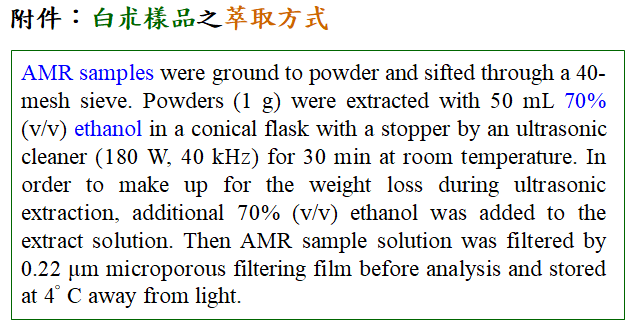 附件：白朮樣品之萃取方式
AMR samples were ground to powder and sifted through a 40-
mesh sieve. Powders (1 g) were extracted with 50 mL 70%
(v/v) ethanol in a conical flask with a stopper by an ultrasonic
cleaner (180 W, 40 kHz) for 30 min at room temperature. In
order to make up for the weight loss during ultrasonic
extraction, additional 70% (v/v) ethanol was added to the
extract solution. Then AMR sample solution was filtered by
0.22 μm microporous filtering film before analysis and stored
at 4° C away from light.